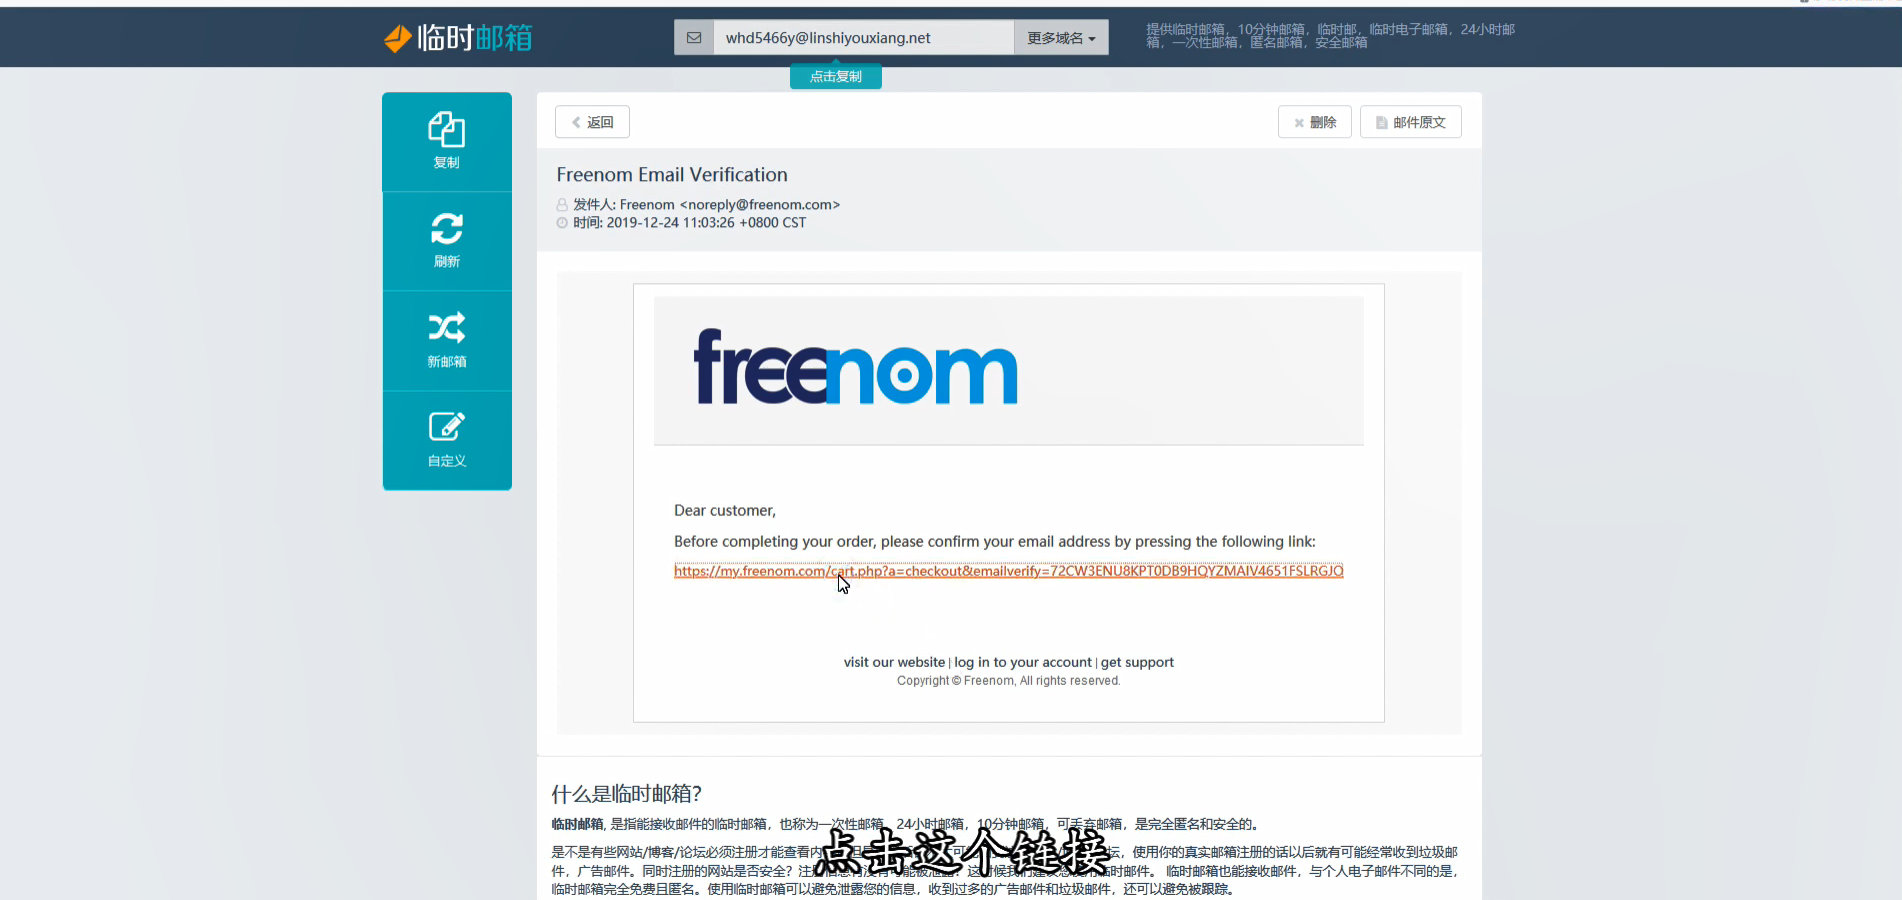 临时邮箱
whd5466y@linshiyouxiang.net
更多域名
提供临时邮箱，10分钟邮箱，临时邮，临时电子邮箱，24小时邮
箱，一次性邮箱，匿名邮箱，安全邮箱
点击复制
复制
刷新
新邮箱
自定义
返回
删除
邮件原文
Freenom Email Verification
发件人: Freenom <noreply@freenom.com>
时间: 2019-12-24 11:03:26 +0800 CST
freenom
Dear customer,
Before completing your order, please confirm your email address by pressing the following link:
https://my.freenom.com/cart.php?a=checkout&emailverify=72CW3ENU8KPT0DB9HQYZMAIV4651FSLRGJO
visit our website | log in to your account | get support
Copyright © Freenom, All rights reserved.
什么是临时邮箱？
临时邮箱, 是指能接收邮件的临时邮箱，也称为一次性邮箱，24小时邮箱，10分钟邮箱，可丢弃邮箱，是完全匿名和安全的。
是不是有些网站/博客/论坛必须注册才能查看内 坛，使用你的真实邮箱注册的话以后就有可能经常收到垃圾邮
件，广告邮件。同时注册的网站是否安全？注 临时邮件。 临时邮箱也能接收邮件，与个人电子邮件不同的是，
临时邮箱完全免费且匿名。使用临时邮箱可以避免泄露您的信息，收到过多的广告邮件和垃圾邮件，还可以避免被跟踪。
点击这个链接